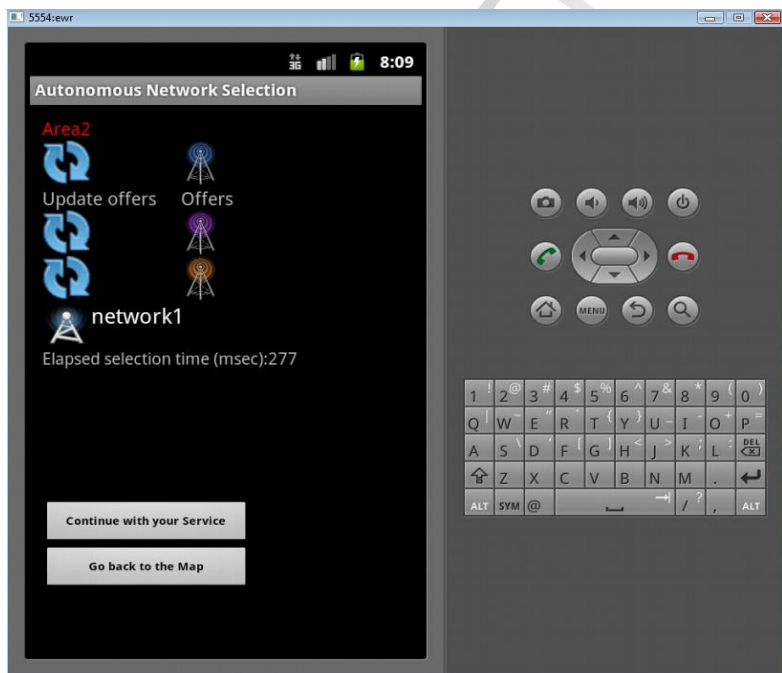 5554:ewr
3G 8:09
Autonomous Network Selection
Area2
Update offers Offers
network1
Elapsed selection time (msec):277
Continue with your Service
Go back to the Map
MENU
1 ! 2 @ 3 # 4 $ 5 % 6 ^ 7 & 8 * 9 ( 0 )
Q | W ~ E " R ` T { Y } U _ I - O + P =
A S \ D ' F [ G ] H < J > K ; L : DEL
Z X C V B N M .
ALT SYM @ / ? , ALT